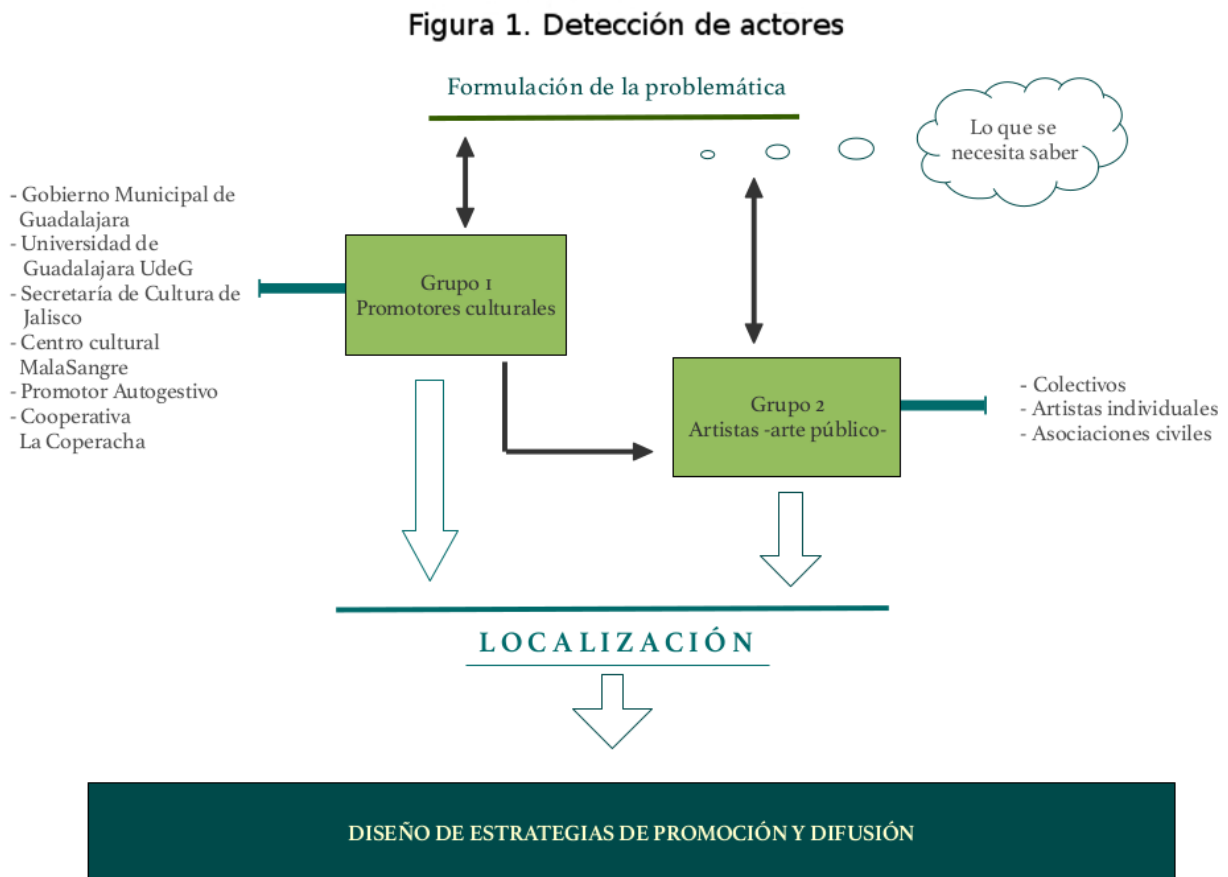 Figura 1. Detección de actores
Formulación de la problemática
Lo que se
necesita saber
- Gobierno Municipal de
Guadalajara
- Universidad de
Guadalajara UdeG
- Secretaría de Cultura de
Jalisco
- Centro cultural
MalaSangre
- Promotor Autogestivo
- Cooperativa
La Coperacha
Grupo 1
Promotores culturales
Grupo 2
Artistas -arte público-
- Colectivos
- Artistas individuales
- Asociaciones civiles
LOCALIZACIÓN
DISEÑO DE ESTRATEGIAS DE PROMOCIÓN Y DIFUSIÓN